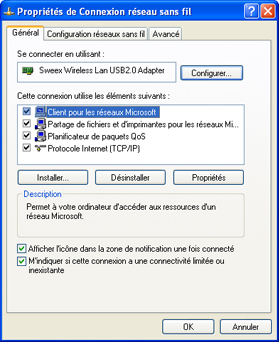 Propriétés de Connexion réseau sans fil
Général
Configuration réseaux sans fil
Avancé
Se connecter en utilisant :
Sweex Wireless Lan USB2.0 Adapter
Configurer...
Cette connexion utilise les éléments suivants :
Client pour les réseaux Microsoft
Partage de fichiers et d'imprimantes pour les réseaux Mi...
Planificateur de paquets QoS
Protocole Internet (TCP/IP)
Installer...
Désinstaller
Propriétés
Description
Permet à votre ordinateur d'accéder aux ressources d'un
réseau Microsoft.
Afficher l'icône dans la zone de notification une fois connecté
M'indiquer si cette connexion a une connectivité limitée ou
inexistante
OK
Annuler